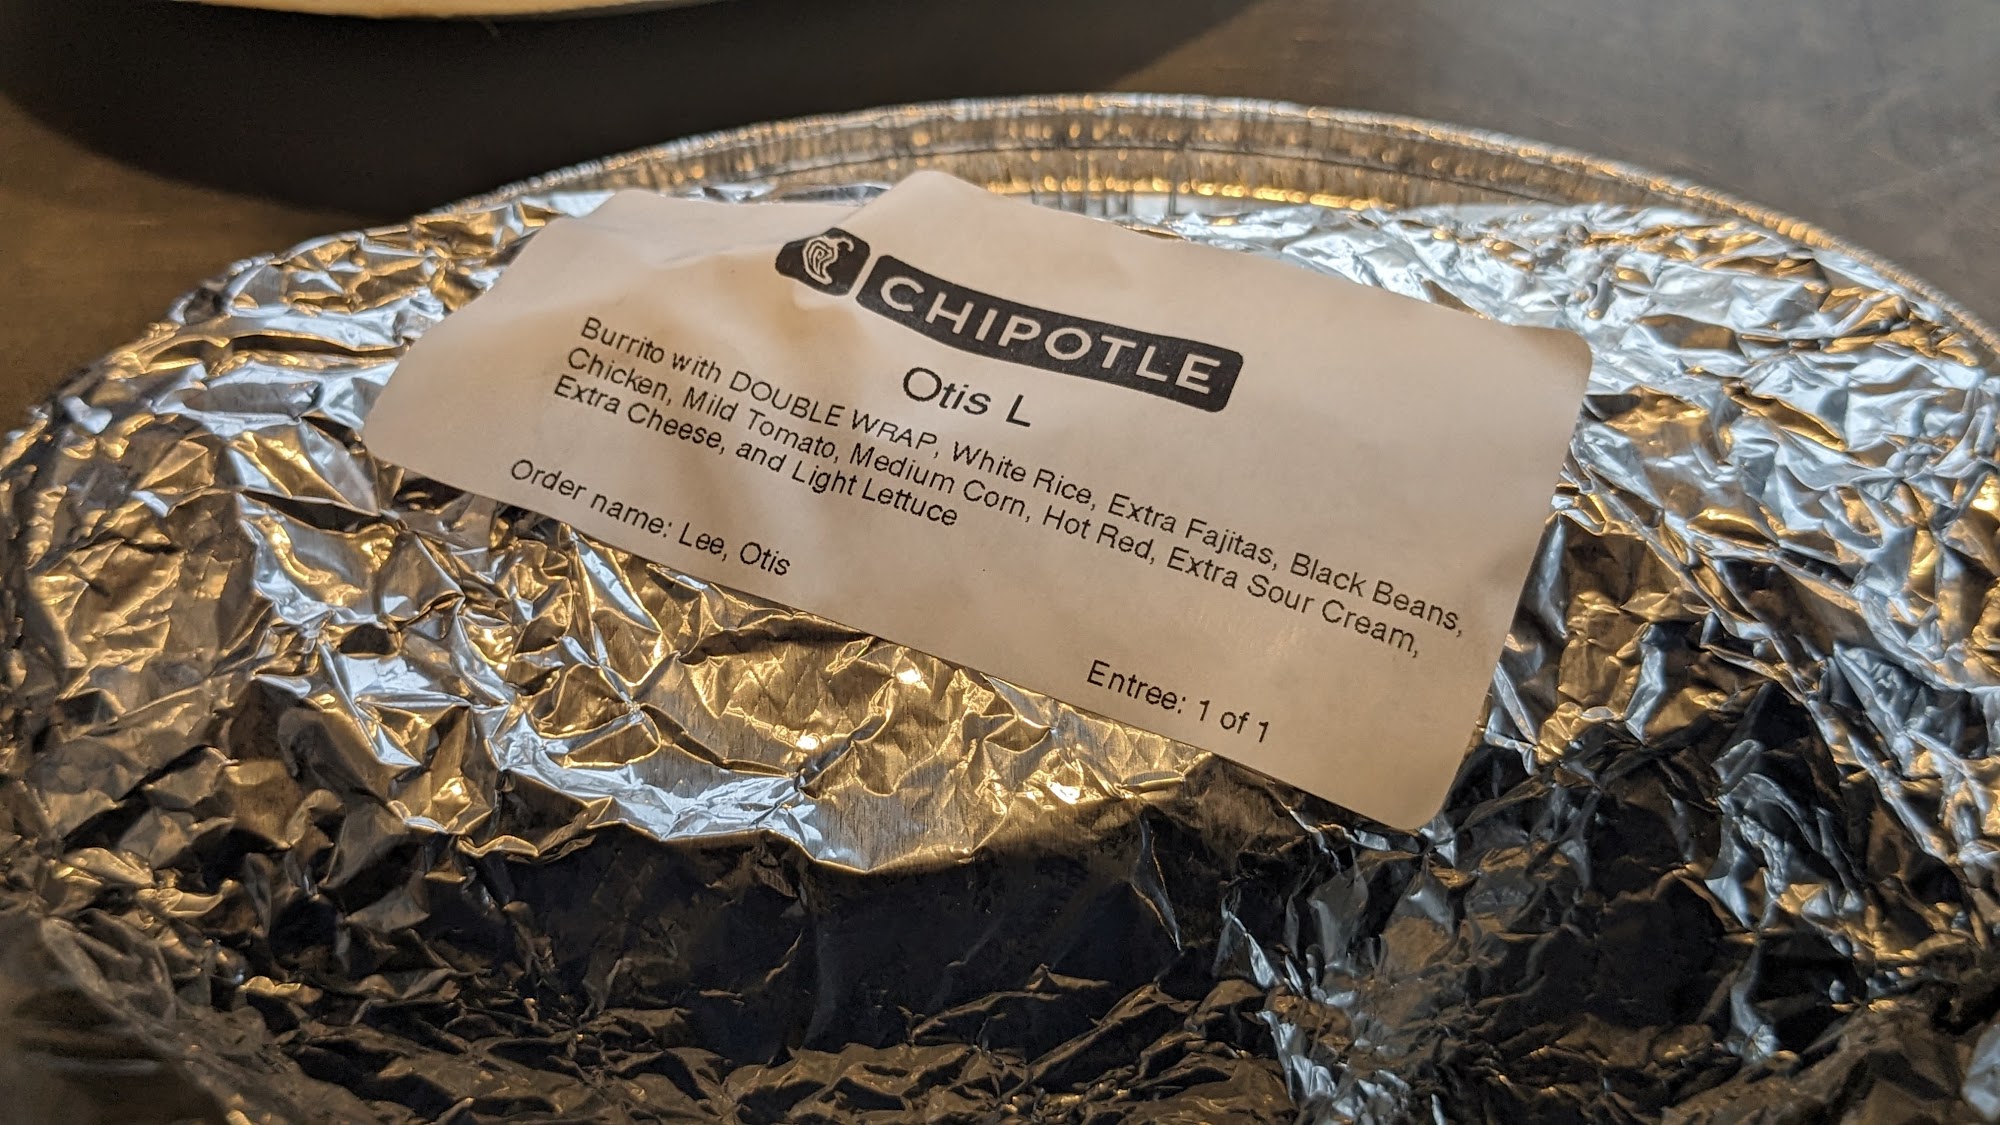 CHIPOTLE
Otis L
Burrito with DOUBLE WRAP, White Rice, Extra Fajitas, Black Beans,
Chicken, Mild Tomato, Medium Corn, Hot Red, Extra Sour Cream,
Extra Cheese, and Light Lettuce
Order name: Lee, Otis
Entree: 1 of 1